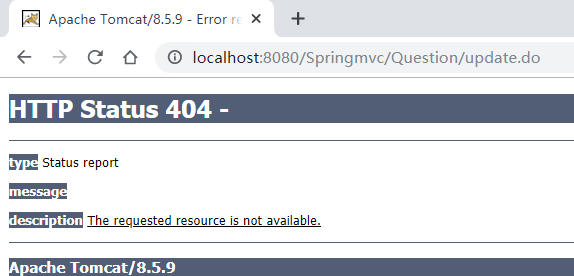 Apache Tomcat/8.5.9 - Error re
localhost:8080/Springmvc/Question/update.do
HTTP Status 404 -
type Status report
message
description The requested resource is not available.
Apache Tomcat/8.5.9